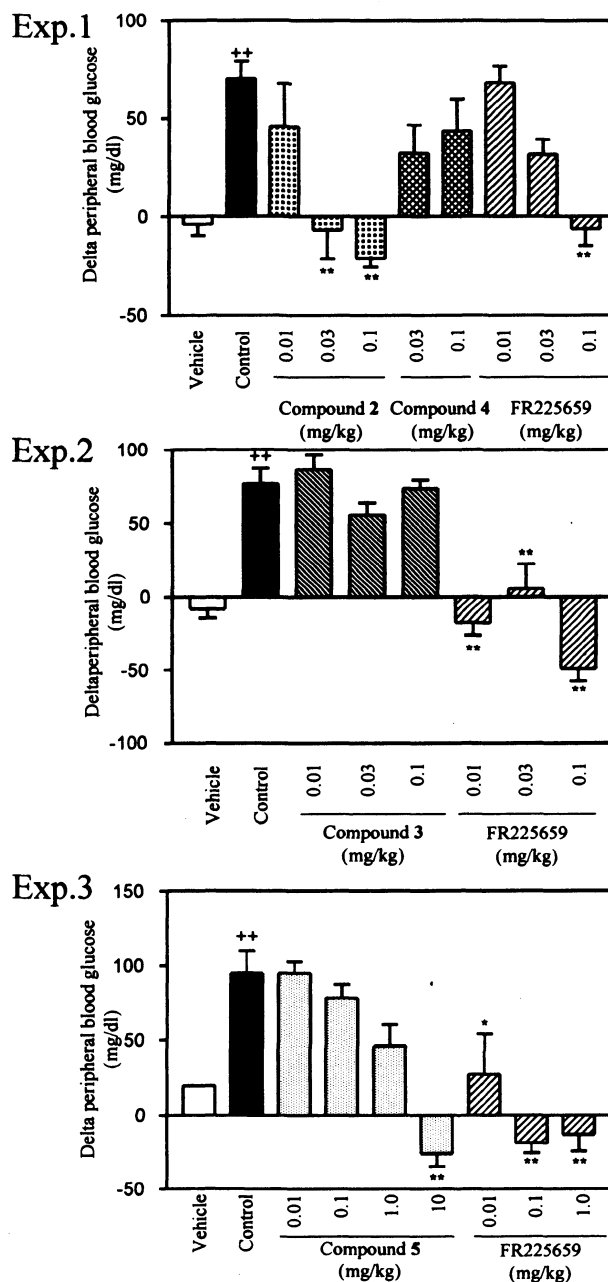 Exp.1
Delta peripheral blood glucose
(mg/dl)
100
50
0
-50
++
**
**
**
Vehicle
Control
0.01
0.03
0.1
0.03
0.1
0.01
0.03
0.1
Compound 2 Compound 4 FR225659
(mg/kg) (mg/kg) (mg/kg)
Exp.2
Deltaperipheral blood glucose
(mg/dl)
100
50
0
-50
-100
++
**
**
**
Vehicle
Control
0.01
0.03
0.1
0.01
0.03
0.1
Compound 3 FR225659
(mg/kg) (mg/kg)
Exp.3
Delta peripheral blood glucose
(mg/dl)
150
100
50
0
-50
++
**
*
**
**
Vehicle
Control
0.01
0.1
1.0
10
0.01
0.1
1.0
Compound 5 FR225659
(mg/kg) (mg/kg)